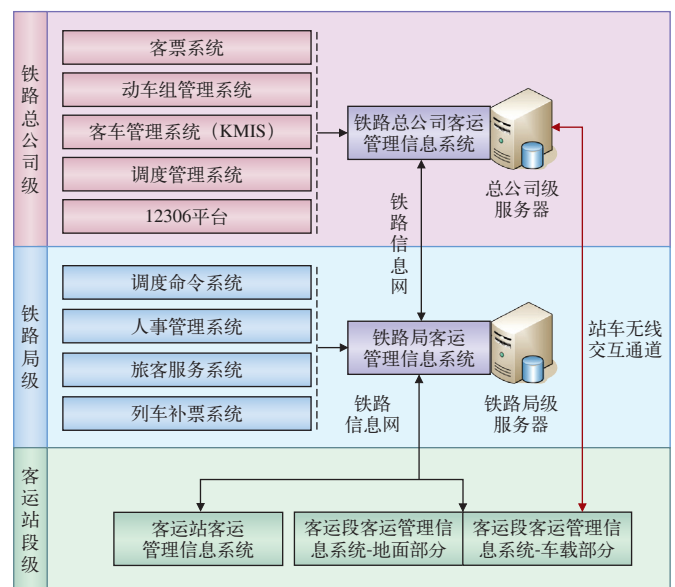 铁路总公司级
客票系统
动车组管理系统
客车管理系统（KMIS）
调度管理系统
12306平台
铁路总公司客运
管理信息系统
总公司级
服务器
铁路信息网
铁路局级
调度命令系统
人事管理系统
旅客服务系统
列车补票系统
铁路局客运
管理信息系统
铁路局级
服务器
站车无线
交互通道
铁路
信息网
客运站段级
客运站客运
管理信息系统
客运段客运管理信
息系统-地面部分
客运段客运管理信
息系统-车载部分